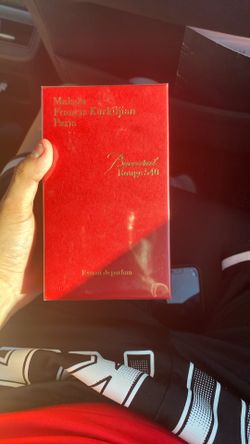 Maison
Francis Kurkdjian
Paris
Baccarat
Rouge 540
Extrait de parfum